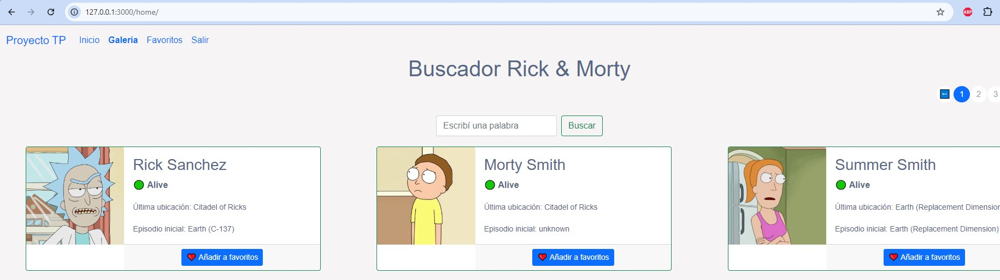 127.0.0.1:3000/home/
ABP
Proyecto TP Inicio Galería Favoritos Salir
Buscador Rick & Morty
← 1 2 3
Escribí una palabra Buscar
Rick Sanchez
Alive
Última ubicación: Citadel of Ricks
Episodio inicial: Earth (C-137)
Añadir a favoritos
Morty Smith
Alive
Última ubicación: Citadel of Ricks
Episodio inicial: unknown
Añadir a favoritos
Summer Smith
Alive
Última ubicación: Earth (Replacement Dimension
Episodio inicial: Earth (Replacement Dimension)
Añadir a favoritos